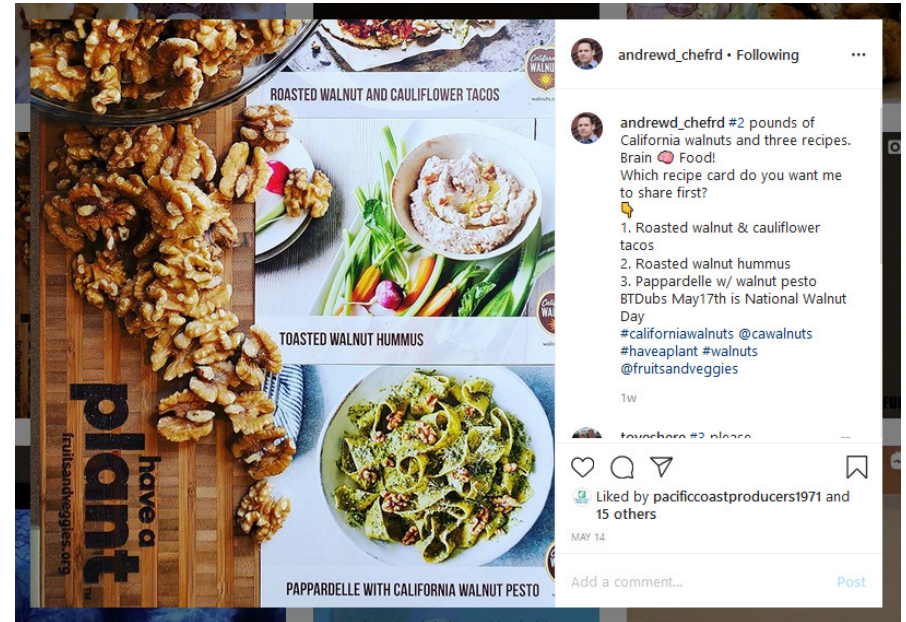 ROASTED WALNUT AND CAULIFLOWER TACOS
TOASTED WALNUT HUMMUS
PAPPARDELLE WITH CALIFORNIA WALNUT PESTO
have a
plant™
fruitsandveggies.org
andrewd_chefrd • Following
andrewd_chefrd #2 pounds of
California walnuts and three recipes.
Brain 🧠 Food!
Which recipe card do you want me
to share first?
👇
1. Roasted walnut & cauliflower
tacos
2. Roasted walnut hummus
3. Pappardelle w/ walnut pesto
BTDubs May17th is National Walnut
Day
#californiawalnuts @cawalnuts
#haveaplant #walnuts
@fruitsandveggies
1w
toveshere #3 please
Liked by pacificcoastproducers1971 and
15 others
MAY 14
Add a comment... Post